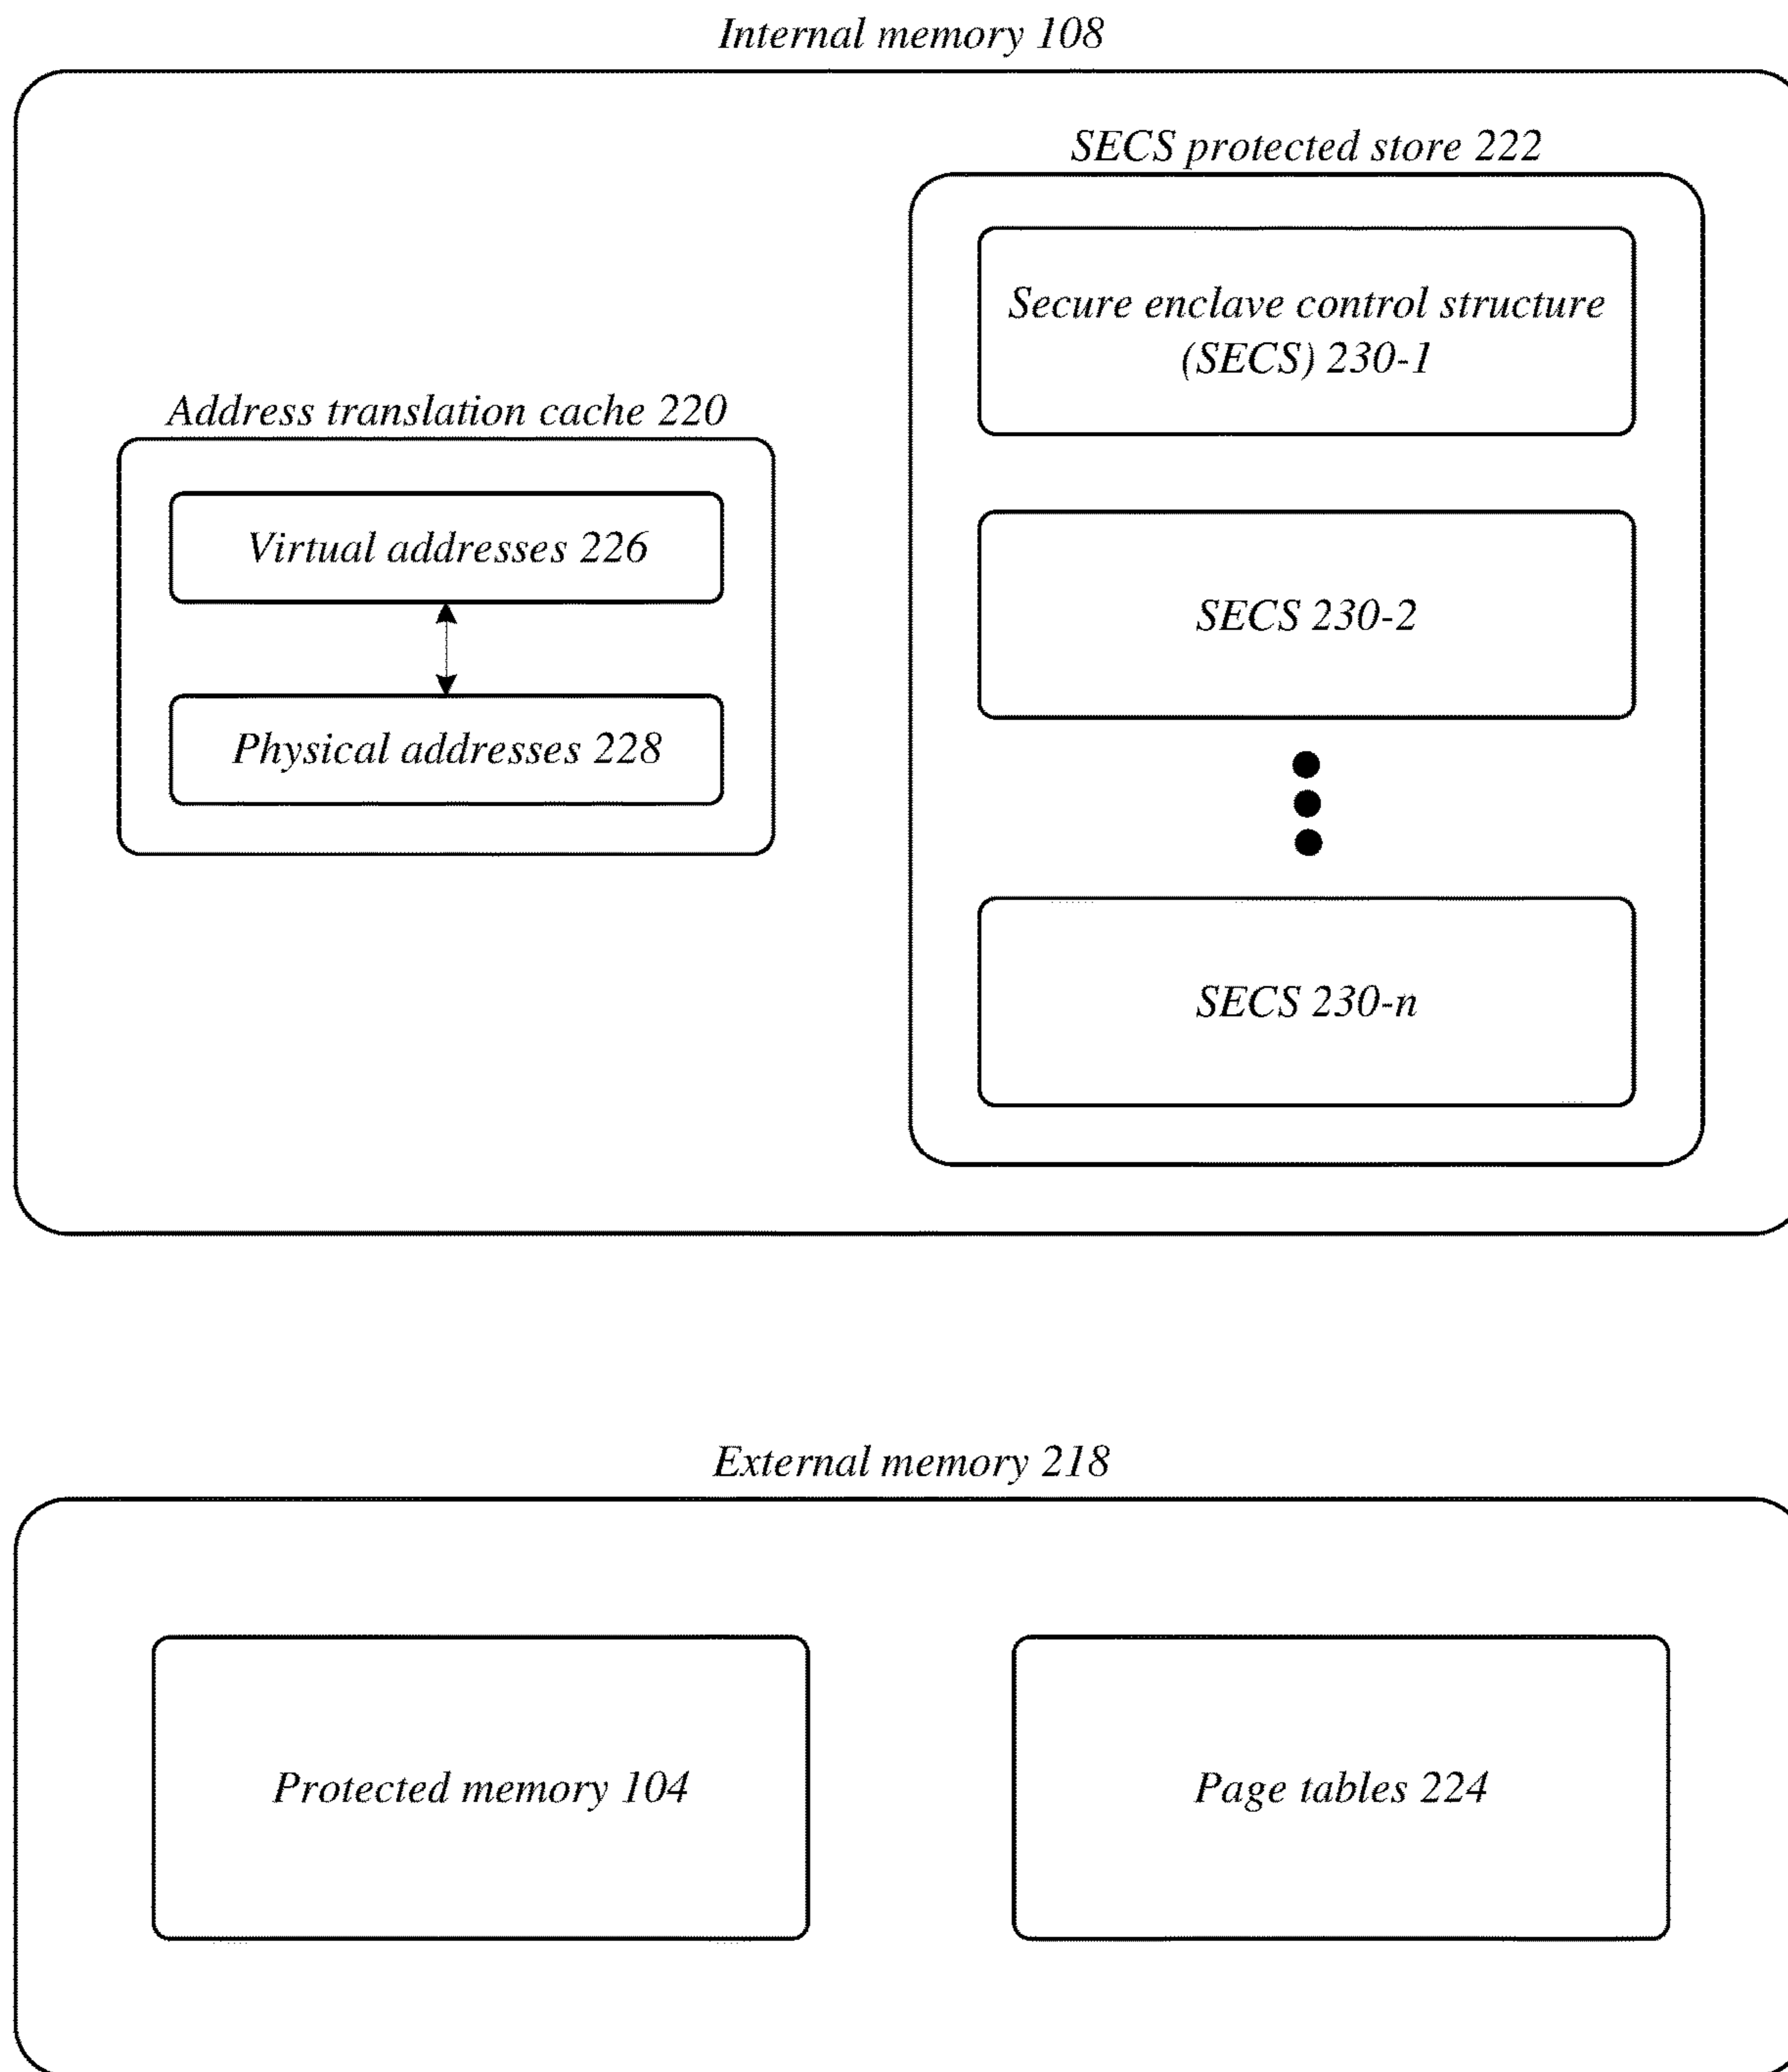 Internal memory 108
SECS protected store 222
Secure enclave control structure
(SECS) 230-1
Address translation cache 220
Virtual addresses 226
SECS 230-2
Physical addresses 228
SECS 230-n
External memory 218
Protected memory 104
Page tables 224